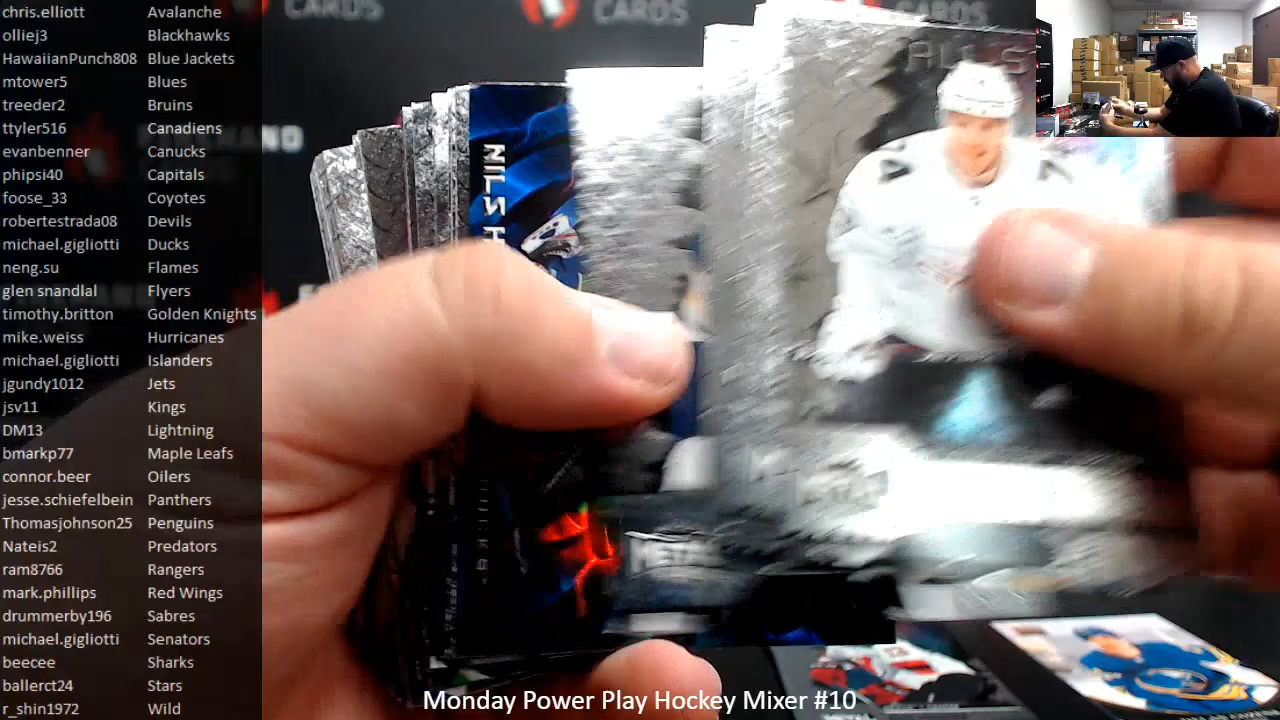 chris.elliott Avalanche
olliej3 Blackhawks
HawaiianPunch808 Blue Jackets
mtower5 Blues
treeder2 Bruins
ttyler516 Canadiens
evanbenner Canucks
phipsi40 Capitals
foose_33 Coyotes
robertestrada08 Devils
michael.gigliotti Ducks
neng.su Flames
glen snandlal Flyers
timothy.britton Golden Knights
mike.weiss Hurricanes
michael.gigliotti Islanders
jgundy1012 Jets
jsv11 Kings
DM13 Lightning
bmarkp77 Maple Leafs
connor.beer Oilers
jesse.schiefelbein Panthers
Thomasjohnson25 Penguins
Nateis2 Predators
ram8766 Rangers
mark.phillips Red Wings
drummerby196 Sabres
michael.gigliotti Senators
beecee Sharks
ballerct24 Stars
r_hin1972 Wild
CARDS
CARDS
CARDS
NILS H
METAL
Monday Power Play Hockey Mixer #10